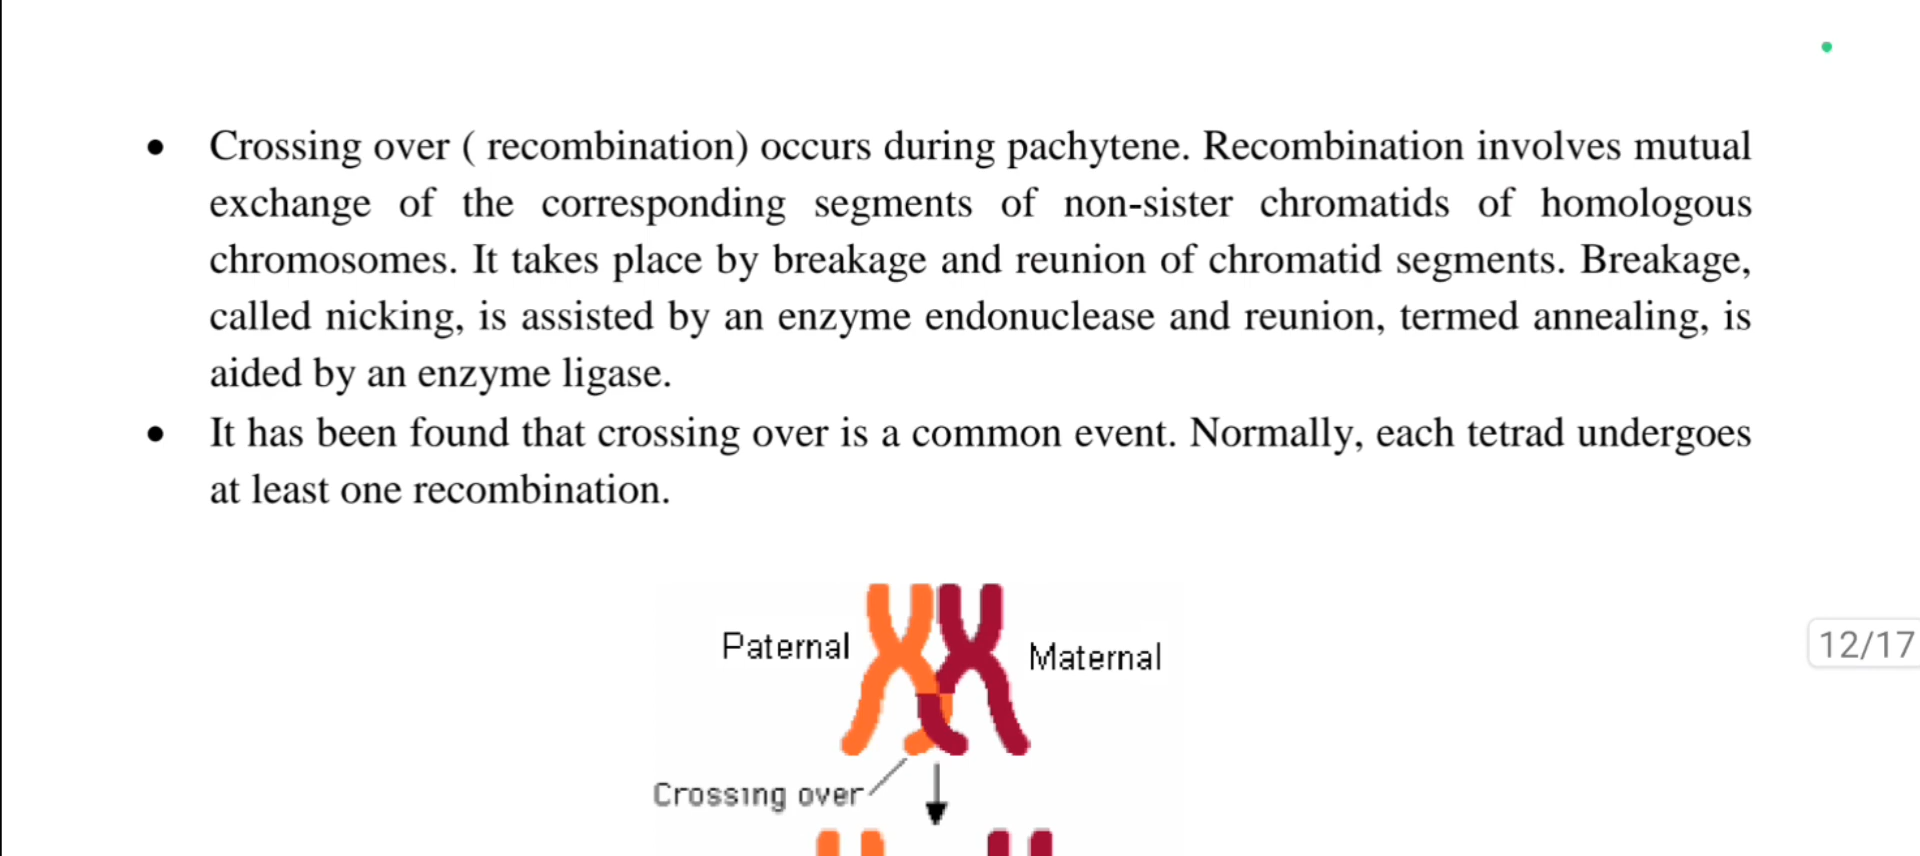 • Crossing over ( recombination) occurs during pachytene. Recombination involves mutual
exchange of the corresponding segments of non-sister chromatids of homologous
chromosomes. It takes place by breakage and reunion of chromatid segments. Breakage,
called nicking, is assisted by an enzyme endonuclease and reunion, termed annealing, is
aided by an enzyme ligase.
• It has been found that crossing over is a common event. Normally, each tetrad undergoes
at least one recombination.
Paternal
Maternal
12/17
Crossing over